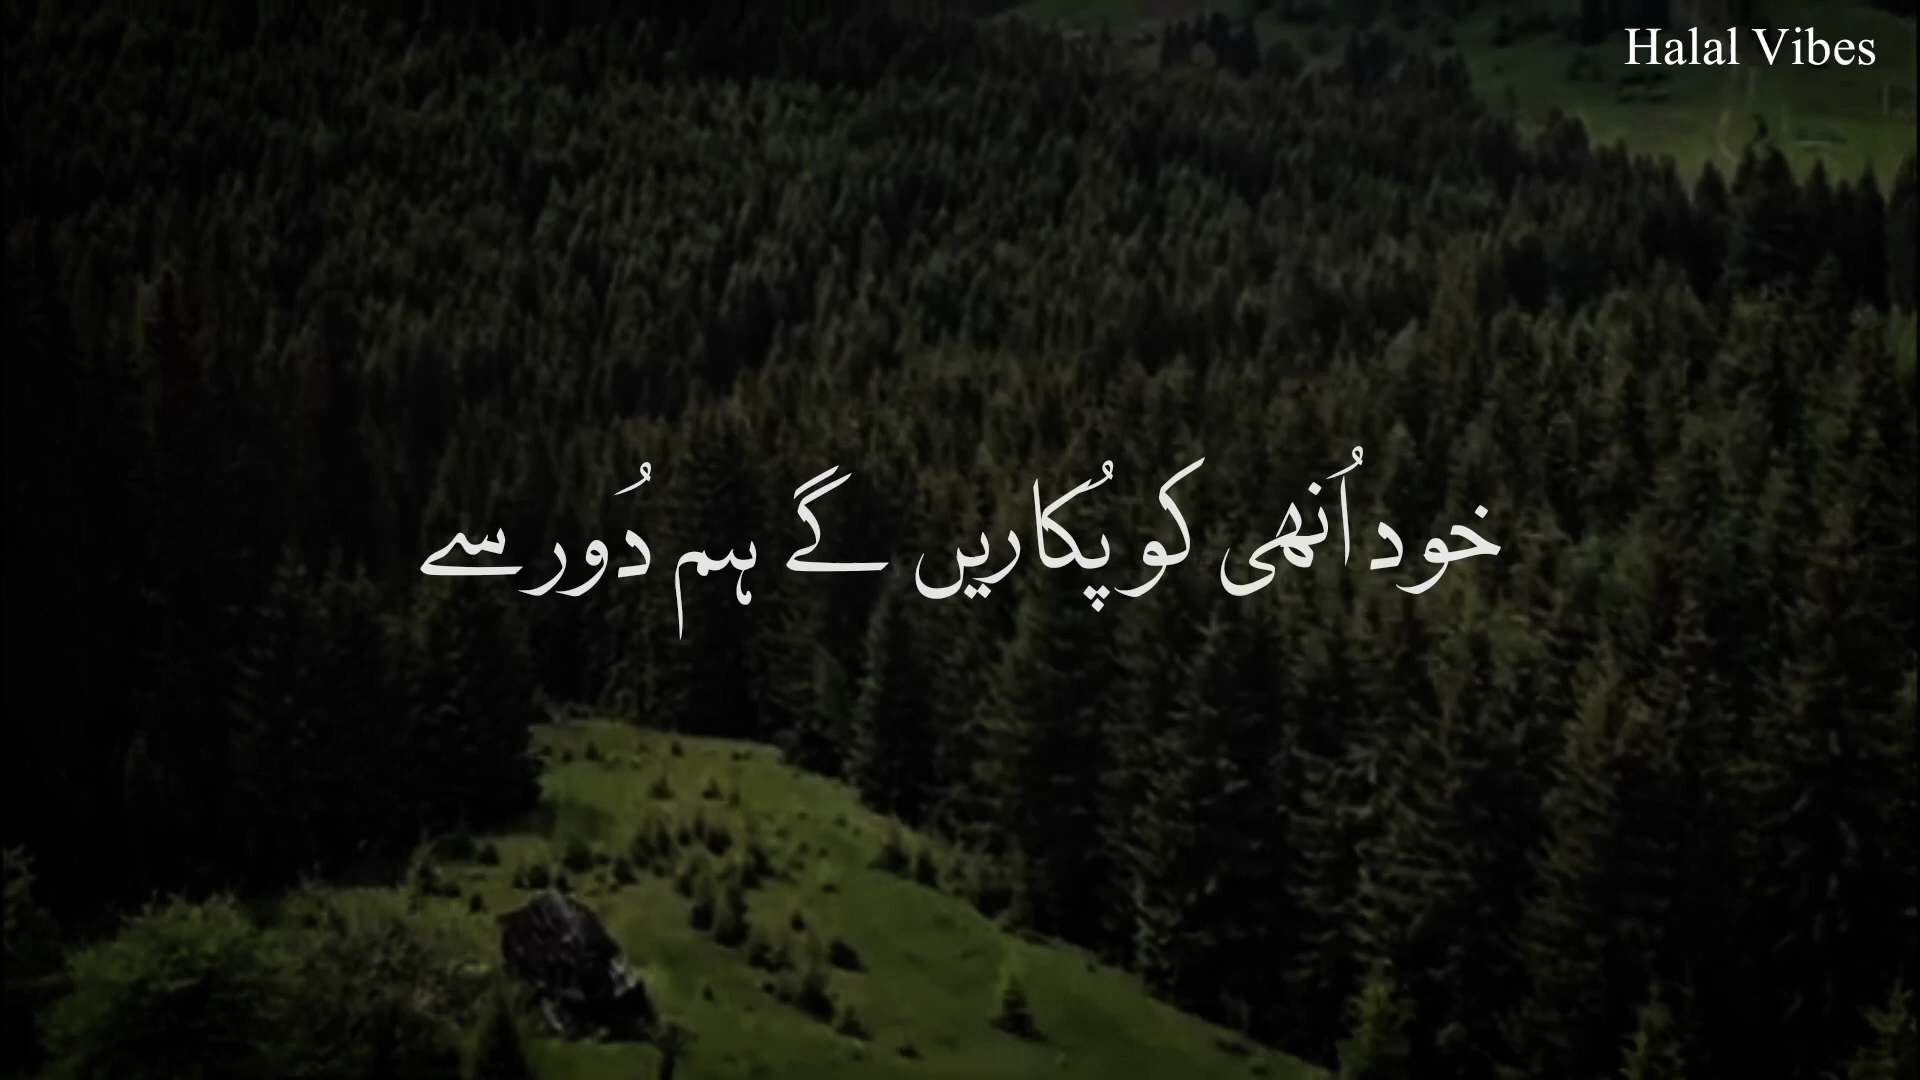 Halal Vibes
خود اُنھی کو پُکاریں گے ہم دُور سے